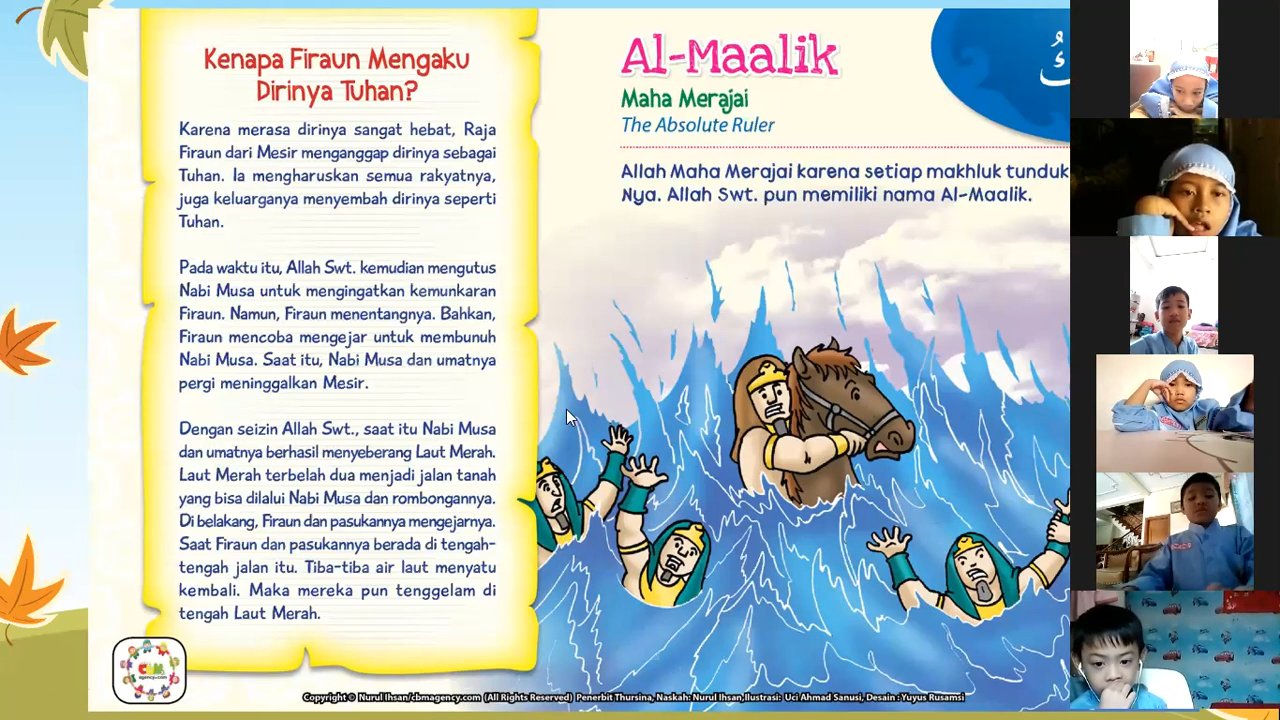 Kenapa Firaun Mengaku
Dirinya Tuhan?
Karena merasa dirinya sangat hebat, Raja
Firaun dari Mesir menganggap dirinya sebagai
Tuhan. Ia mengharuskan semua rakyatnya,
juga keluarganya menyembah dirinya seperti
Tuhan.
Pada waktu itu, Allah Swt. kemudian mengutus
Nabi Musa untuk mengingatkan kemunkaran
Firaun. Namun, Firaun menentangnya. Bahkan,
Firaun mencoba mengejar untuk membunuh
Nabi Musa. Saat itu, Nabi Musa dan umatnya
pergi meninggalkan Mesir.
Dengan seizin Allah Swt., saat itu Nabi Musa
dan umatnya berhasil menyeberang Laut Merah.
Laut Merah terbelah dua menjadi jalan tanah
yang bisa dilalui Nabi Musa dan rombongannya.
Di belakang, Firaun dan pasukannya mengejarnya.
Saat Firaun dan pasukannya berada di tengah-
tengah jalan itu. Tiba-tiba air laut menyatu
kembali. Maka mereka pun tenggelam di
tengah Laut Merah.
Al-Maalik
Maha Merajai
The Absolute Ruler
Allah Maha Merajai karena setiap makhluk tunduk
Nya. Allah Swt. pun memiliki nama Al-Maalik.
CBM
agency.com
Copyright © Nurul Ihsan/cbmagency.com (All Rights Reserved) Penerbit Thursina, Naskah: Nurul Ihsan,Ilustrasi: Uci Ahmad Sanusi, Desain : Yuyus Rusamsi